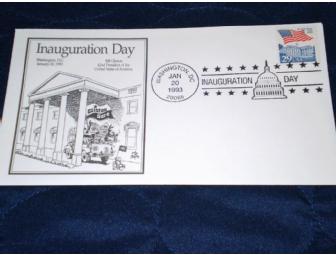 Inauguration Day
Washington, D.C.
January 20, 1993
Bill Clinton
42nd President of the
United States of America
WASHINGTON, DC
JAN
20
1993
20066
INAUGURATION DAY
29